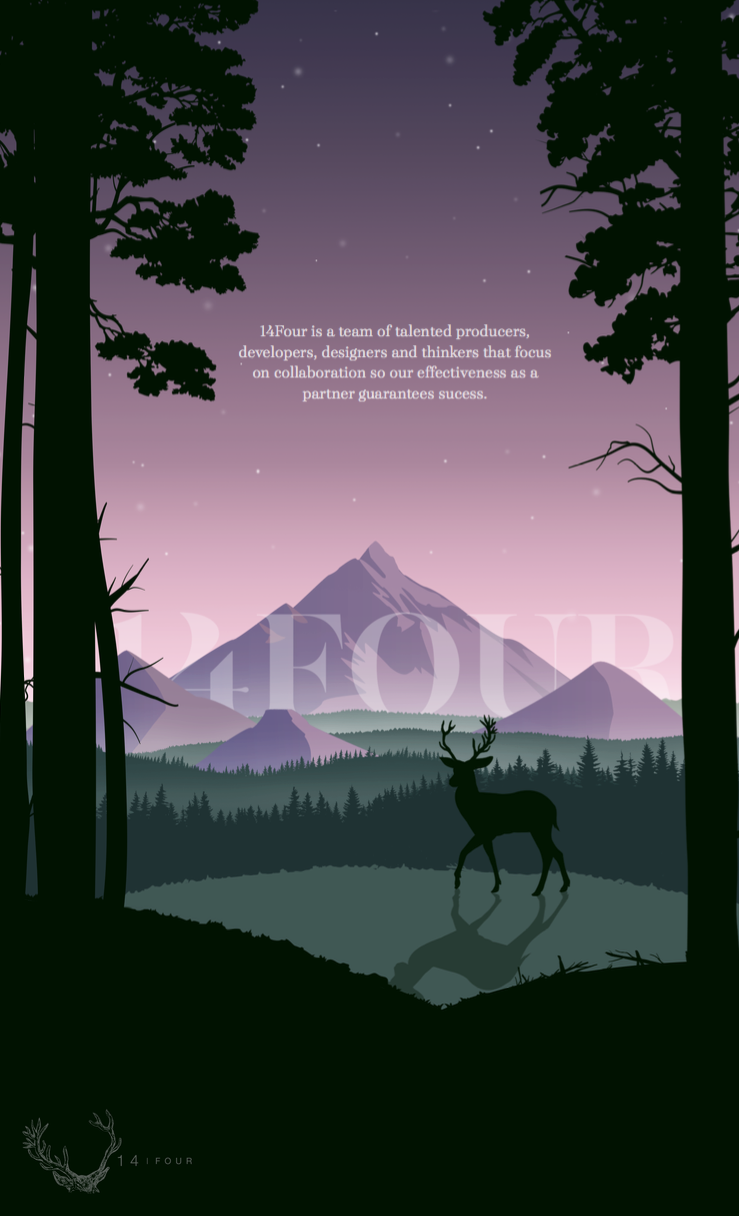 14Four is a team of talented producers,
developers, designers and thinkers that focus
on collaboration so our effectiveness as a
partner guarantees sucess.
14FOUR
14 | FOUR